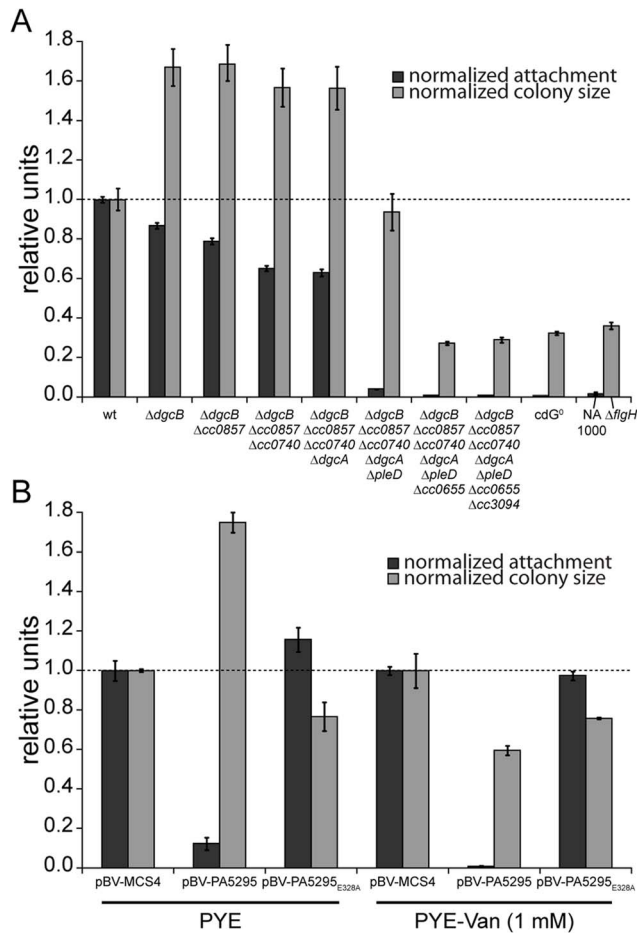 A
1.8
1.6
1.4
1.2
1.0
0.8
0.6
0.4
0.2
0.0
relative units
normalized attachment
normalized colony size
wt
ΔdgcB
ΔdgcB
Δcc0857
ΔdgcB
Δcc0857
Δcc0740
ΔdgcB
Δcc0857
Δcc0740
ΔdgcA
ΔdgcB
Δcc0857
Δcc0740
ΔdgcA
ΔpleD
ΔdgcB
Δcc0857
Δcc0740
ΔdgcA
ΔpleD
Δcc0655
ΔdgcB
Δcc0857
Δcc0740
ΔdgcA
ΔpleD
Δcc0655
Δcc3094
cdG⁰
NA
1000
ΔflgH
B
1.8
1.6
1.4
1.2
1.0
0.8
0.6
0.4
0.2
0.0
relative units
normalized attachment
normalized colony size
pBV-MCS4
pBV-PA5295
pBV-PA5295E328A
pBV-MCS4
pBV-PA5295
pBV-PA5295E328A
PYE
PYE-Van (1 mM)